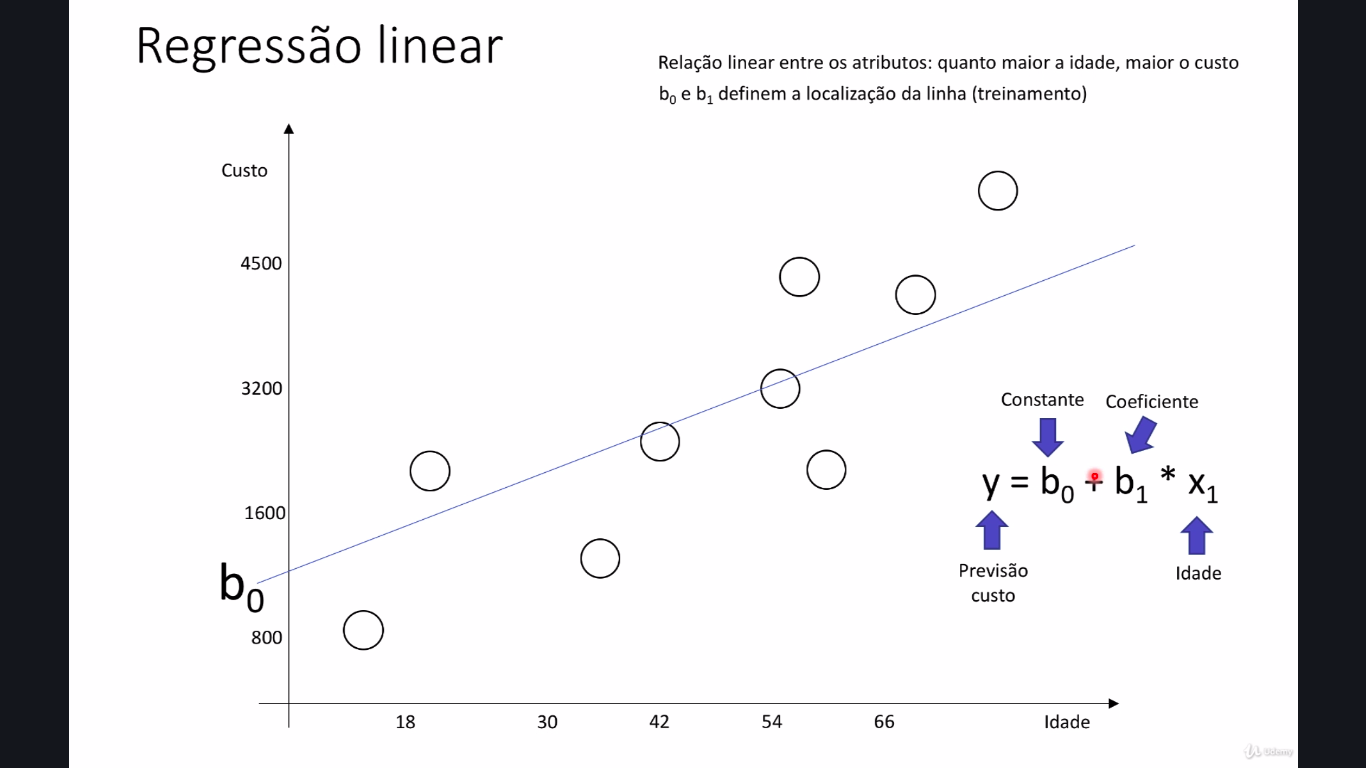 Regressão linear
Relação linear entre os atributos: quanto maior a idade, maior o custo
b₀ e b₁ definem a localização da linha (treinamento)
Custo
4500
3200
1600
b₀
800
18 30 42 54 66 Idade
Constante Coeficiente
y = b₀ + b₁ * x₁
Previsão
custo
Idade
Udemy